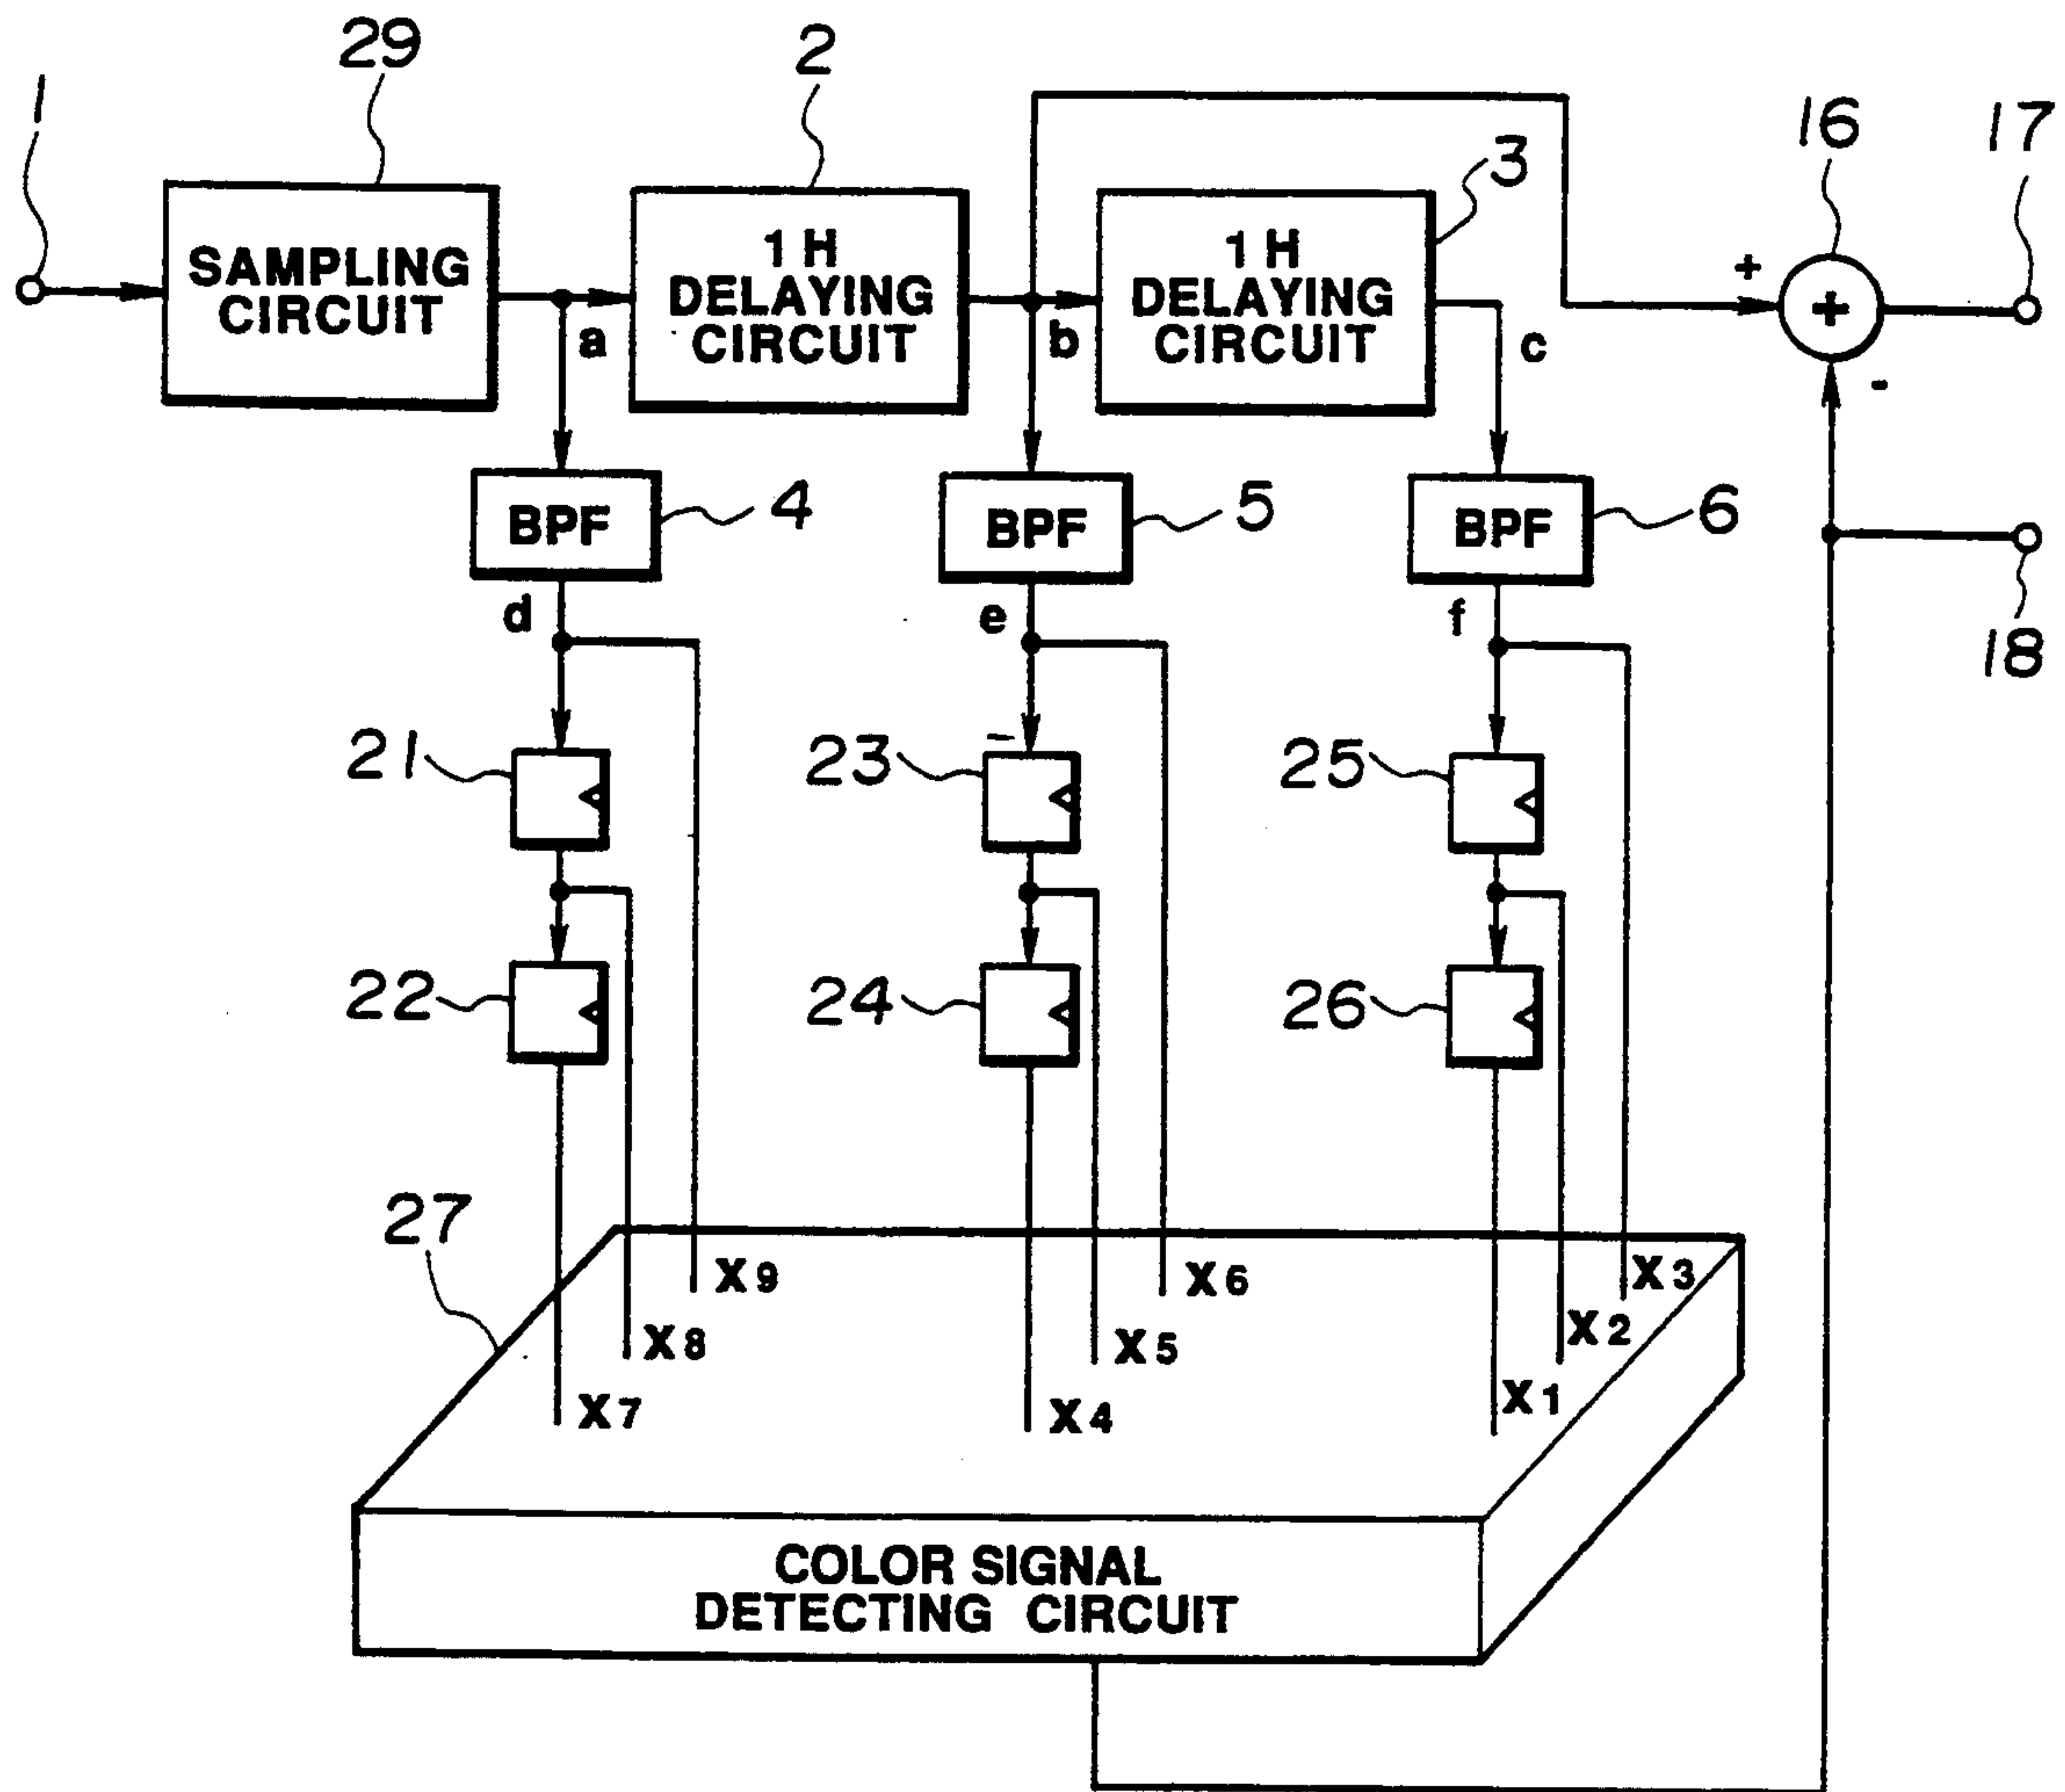 1
29
2
3
16
17
SAMPLING
CIRCUIT
1H
DELAYING
CIRCUIT
1H
DELAYING
CIRCUIT
+
+
-
a
b
c
BPF
4
BPF
5
BPF
6
18
d
e
f
21
23
25
22
24
26
27
X9
X6
X3
X8
X5
X2
X7
X4
X1
COLOR SIGNAL
DETECTING CIRCUIT